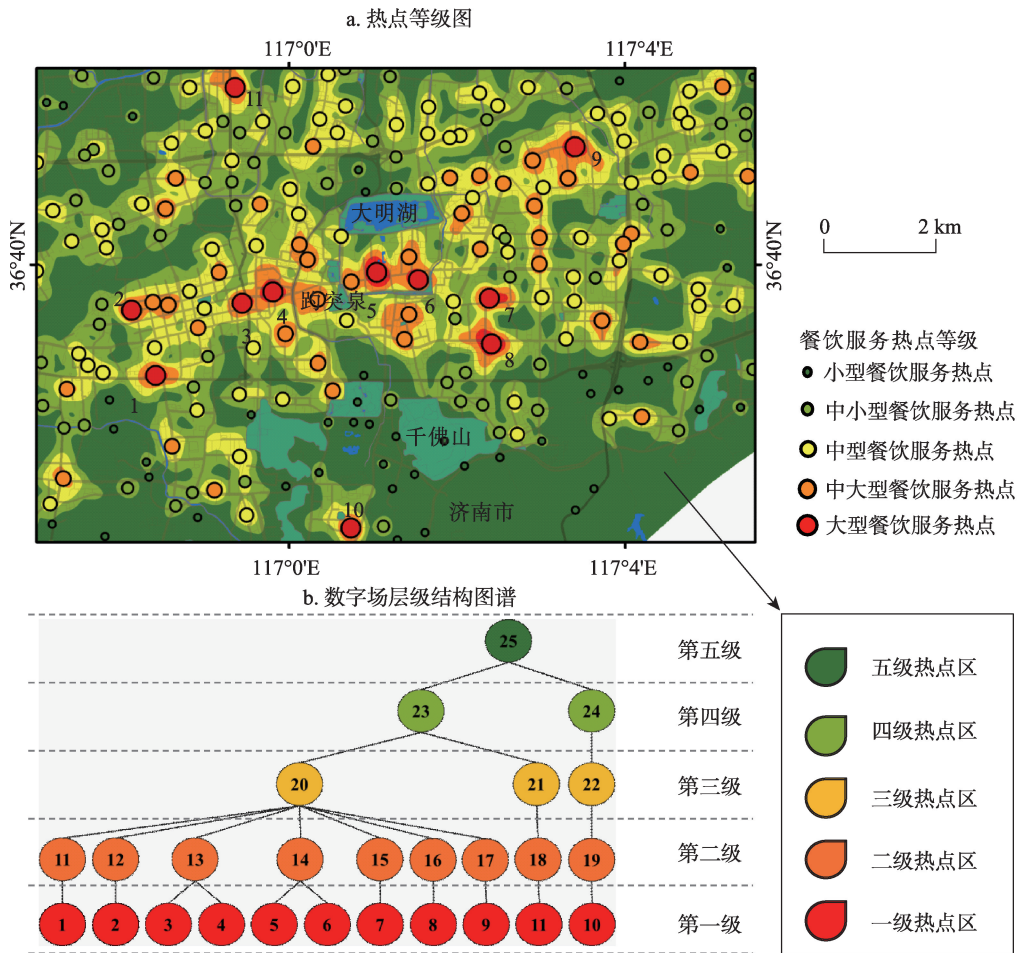 a. 热点等级图
117°0'E
117°4'E
36°40'N
36°40'N
11
9
大明湖
2
趵突泉
5
6
7
4
3
8
1
千佛山
10
济南市
117°0'E
117°4'E
0
2 km
餐饮服务热点等级
小型餐饮服务热点
中小型餐饮服务热点
中型餐饮服务热点
中大型餐饮服务热点
大型餐饮服务热点
b. 数字场层级结构图谱
25
第五级
23
24
第四级
20
21
22
第三级
11
12
13
14
15
16
17
18
19
第二级
1
2
3
4
5
6
7
8
9
11
10
第一级
五级热点区
四级热点区
三级热点区
二级热点区
一级热点区